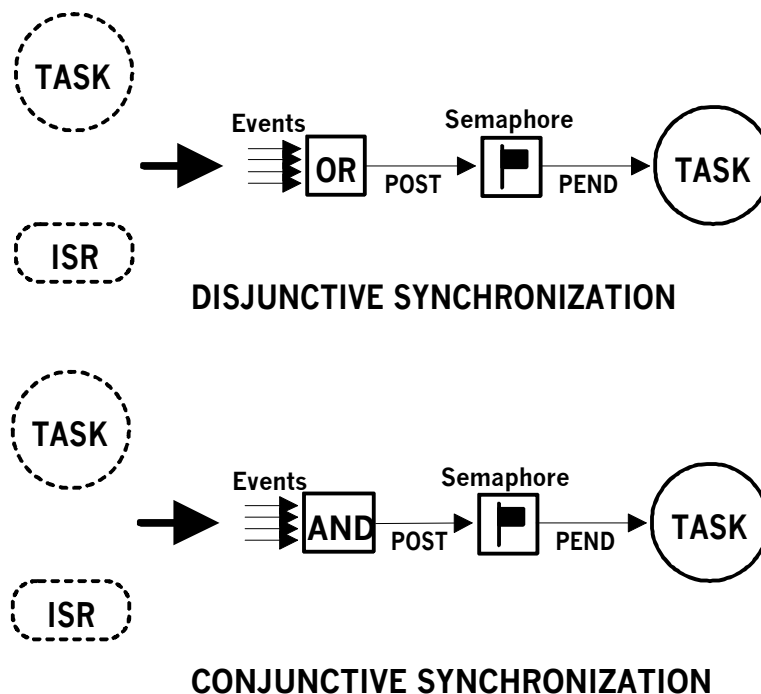 TASK
Events
Semaphore
OR
POST
PEND
TASK
ISR
DISJUNCTIVE SYNCHRONIZATION
TASK
Events
Semaphore
AND
POST
PEND
TASK
ISR
CONJUNCTIVE SYNCHRONIZATION